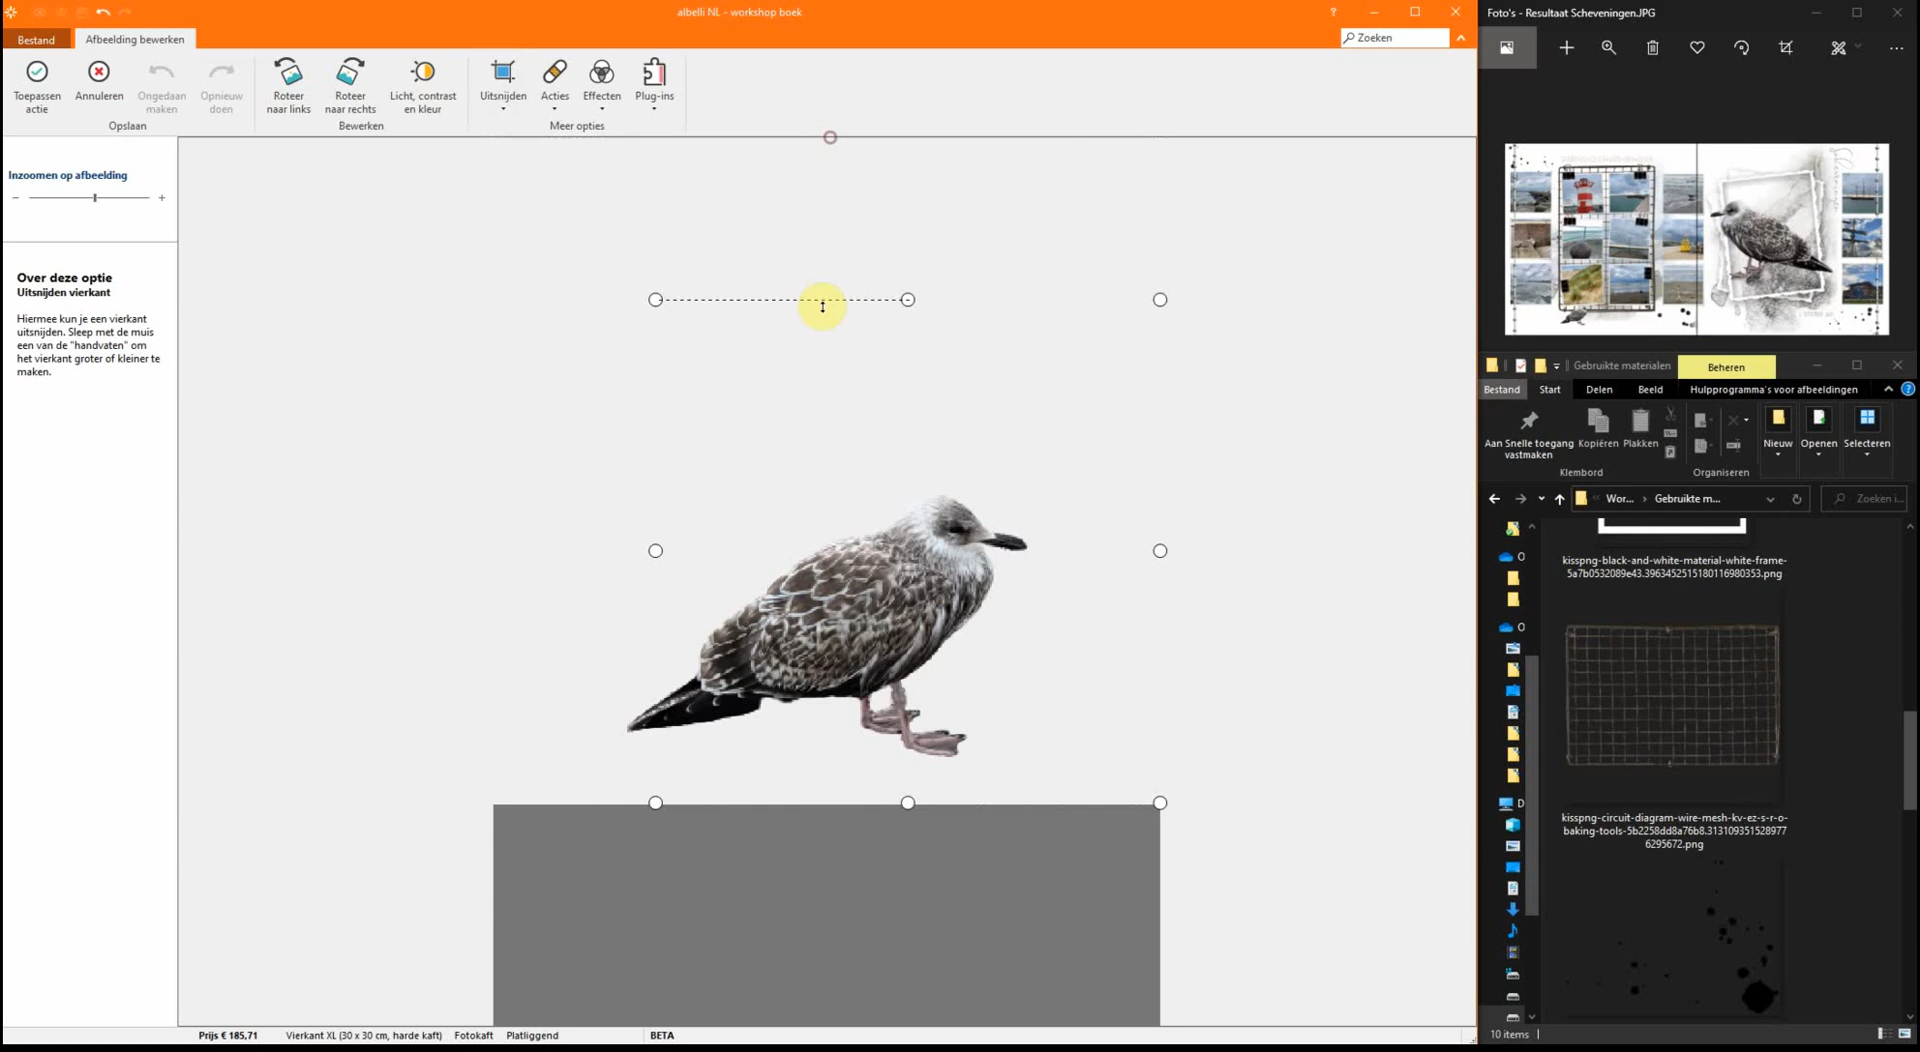 albelli NL - workshop boek
Bestand
Afbeelding bewerken
Zoeken
Toepassen actie
Annuleren
Ongedaan maken
Opnieuw doen
Roteer naar links
Roteer naar rechts
Licht, contrast en kleur
Uitsnijden
Acties
Effecten
Plug-ins
Opslaan
Bewerken
Meer opties
Inzoomen op afbeelding
Over deze optie
Uitsnijden vierkant
Hiermee kun je een vierkant
uitsnijden. Sleep met de muis
een van de "handvaten" om
het vierkant groter of kleiner te
maken.
Prijs € 185,71
Vierkant XL (30 x 30 cm, harde kaft)
Fotokaft
Platliggend
BETA
Foto's - Resultaat Scheveningen.JPG
Gebruikte materialen
Beheren
Bestand
Start
Delen
Beeld
Hulpprogramma's voor afbeeldingen
Aan Snelle toegang
vastmaken
Kopiëren
Plakken
Nieuw
Openen
Selecteren
Klembord
Organiseren
Wor...
Gebruikte m...
Zoeken i...
O
O
D
kisspng-black-and-white-material-white-frame-
5a7b0532089e43.3963452515180116980353.png
kisspng-circuit-diagram-wire-mesh-kv-ez-s-r-o-
baking-tools-5b2258dd8a76b8.313109351528977
6295672.png
10 items